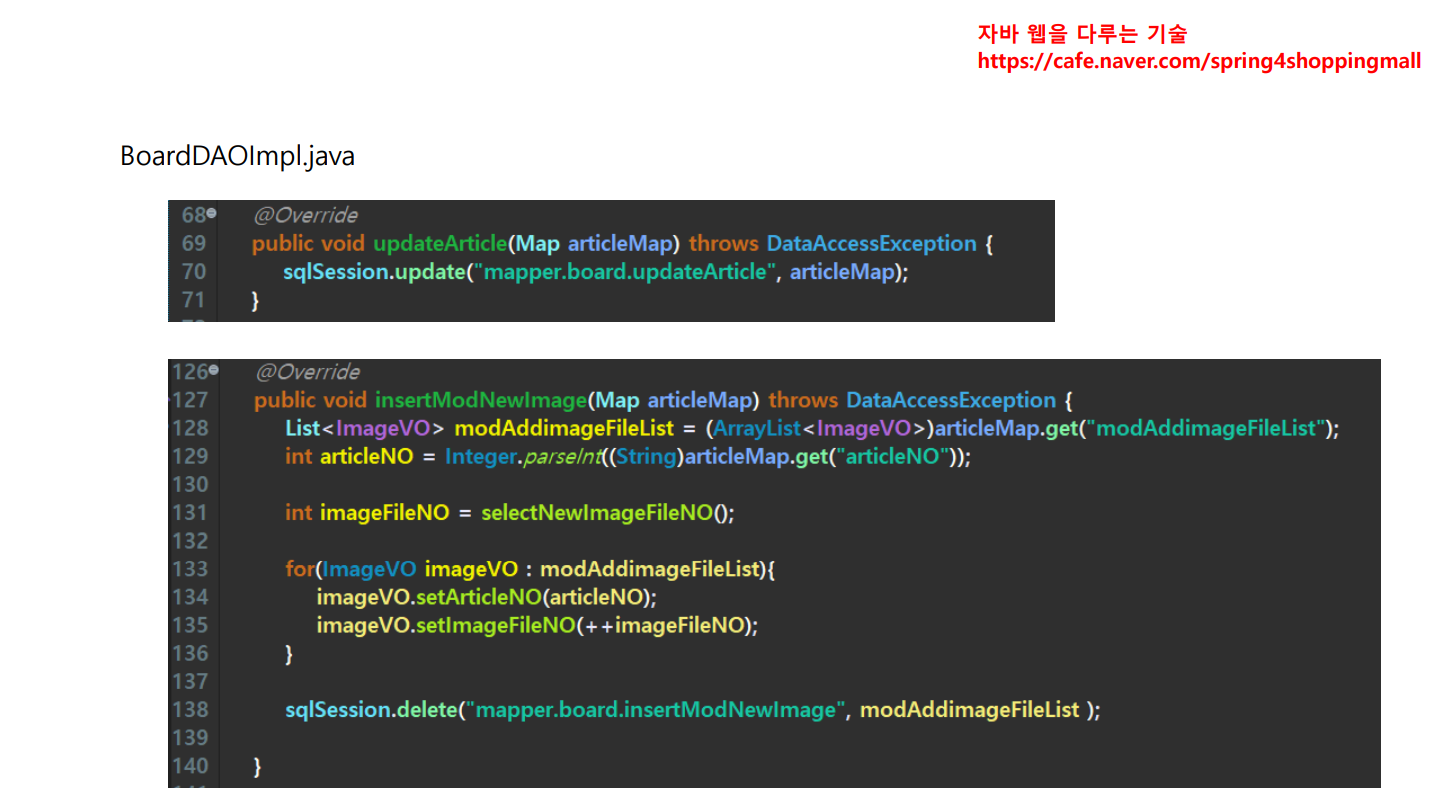 자바 웹을 다루는 기술
https://cafe.naver.com/spring4shoppingmall
BoardDAOImpl.java
68 @Override
69 public void updateArticle(Map articleMap) throws DataAccessException {
70 sqlSession.update("mapper.board.updateArticle", articleMap);
71 }
126 @Override
127 public void insertModNewImage(Map articleMap) throws DataAccessException {
128 List<ImageVO> modAddimageFileList = (ArrayList<ImageVO>)articleMap.get("modAddimageFileList");
129 int articleNO = Integer.parseInt((String)articleMap.get("articleNO"));
130
131 int imageFileNO = selectNewImageFileNO();
132
133 for(ImageVO imageVO : modAddimageFileList){
134 imageVO.setArticleNO(articleNO);
135 imageVO.setImageFileNO(++imageFileNO);
136 }
137
138 sqlSession.delete("mapper.board.insertModNewImage", modAddimageFileList );
139
140 }